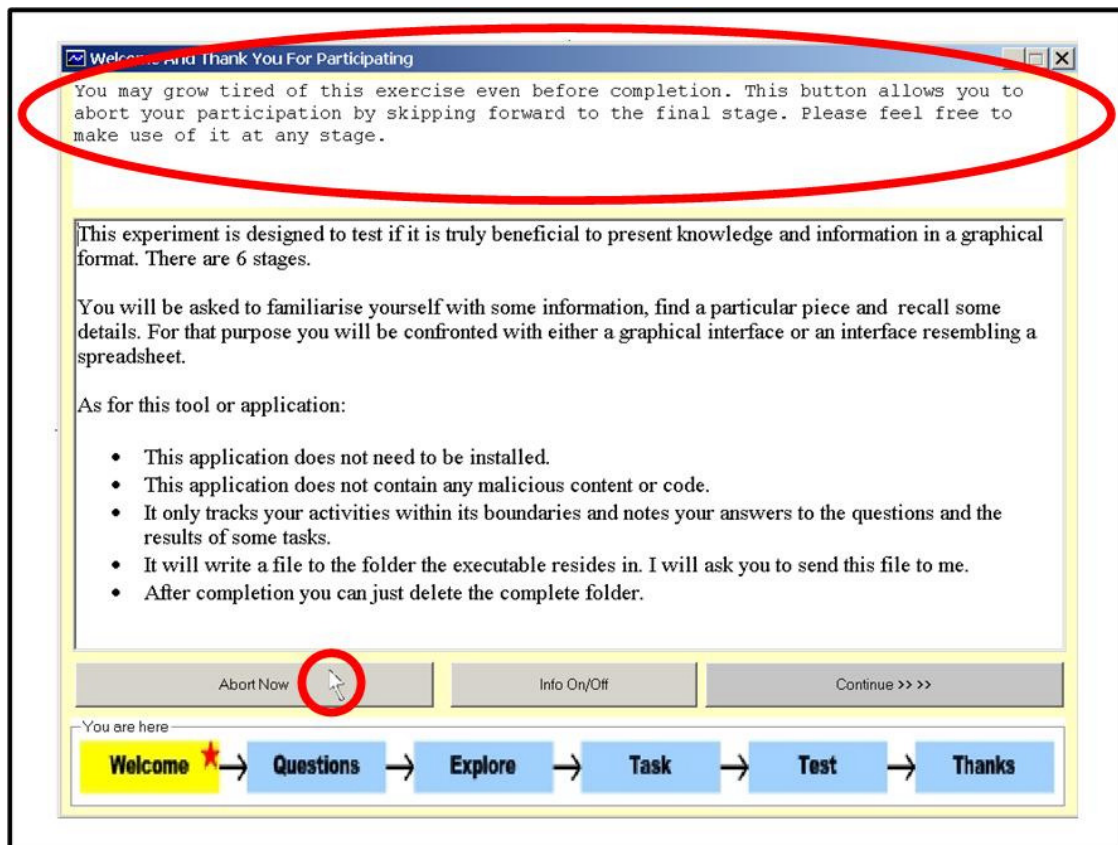 Welcome And Thank You For Participating
You may grow tired of this exercise even before completion. This button allows you to
abort your participation by skipping forward to the final stage. Please feel free to
make use of it at any stage.
This experiment is designed to test if it is truly beneficial to present knowledge and information in a graphical
format. There are 6 stages.
You will be asked to familiarise yourself with some information, find a particular piece and  recall some
details. For that purpose you will be confronted with either a graphical interface or an interface resembling a
spreadsheet.
As for this tool or application:
• This application does not need to be installed.
• This application does not contain any malicious content or code.
• It only tracks your activities within its boundaries and notes your answers to the questions and the
results of some tasks.
• It will write a file to the folder the executable resides in. I will ask you to send this file to me.
• After completion you can just delete the complete folder.
Abort Now Info On/Off Continue >> >>
You are here
Welcome Questions Explore Task Test Thanks